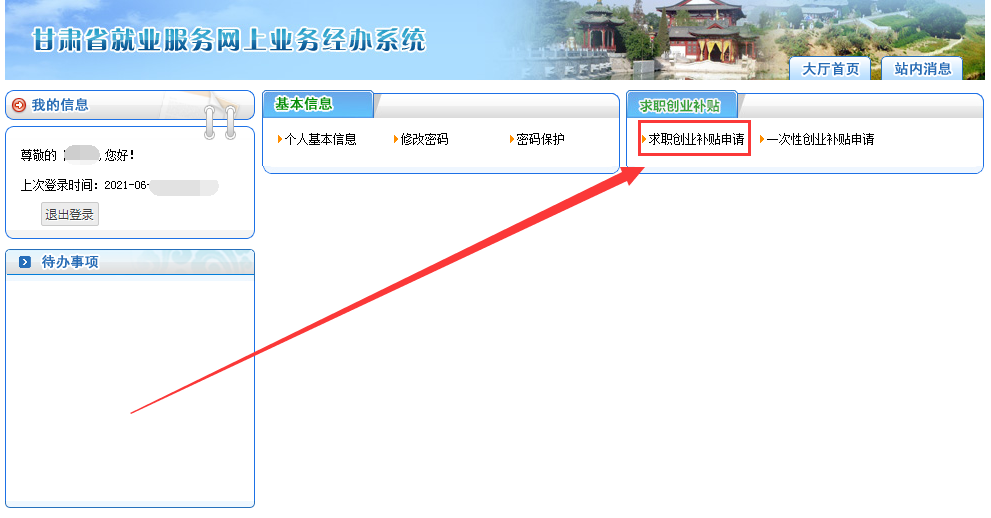 甘肃省就业服务网上业务经办系统
大厅首页 站内消息
我的信息
尊敬的 您好!
上次登录时间: 2021-06-
退出登录
待办事项
基本信息
个人基本信息 修改密码 密码保护
求职创业补贴
求职创业补贴申请 一次性创业补贴申请